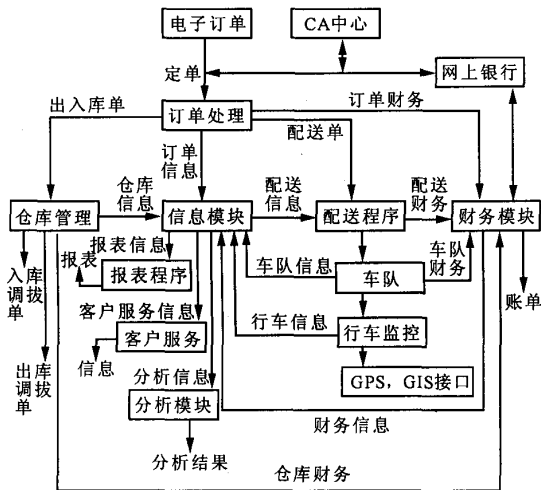 电子订单
CA中心
定单
网上银行
出入库单
订单财务
订单处理
配送单
订单
信息
仓库
信息
配送
信息
配送
财务
仓库管理
信息模块
配送程序
财务模块
报表信息
报表
报表程序
车队信息
车队
车队
财务
入库
调拔
单
账单
客户服务信息
客户服务
行车信息
行车监控
信息
出库
调拔
单
分析信息
GPS，GIS接口
分析模块
财务信息
分析结果
仓库财务